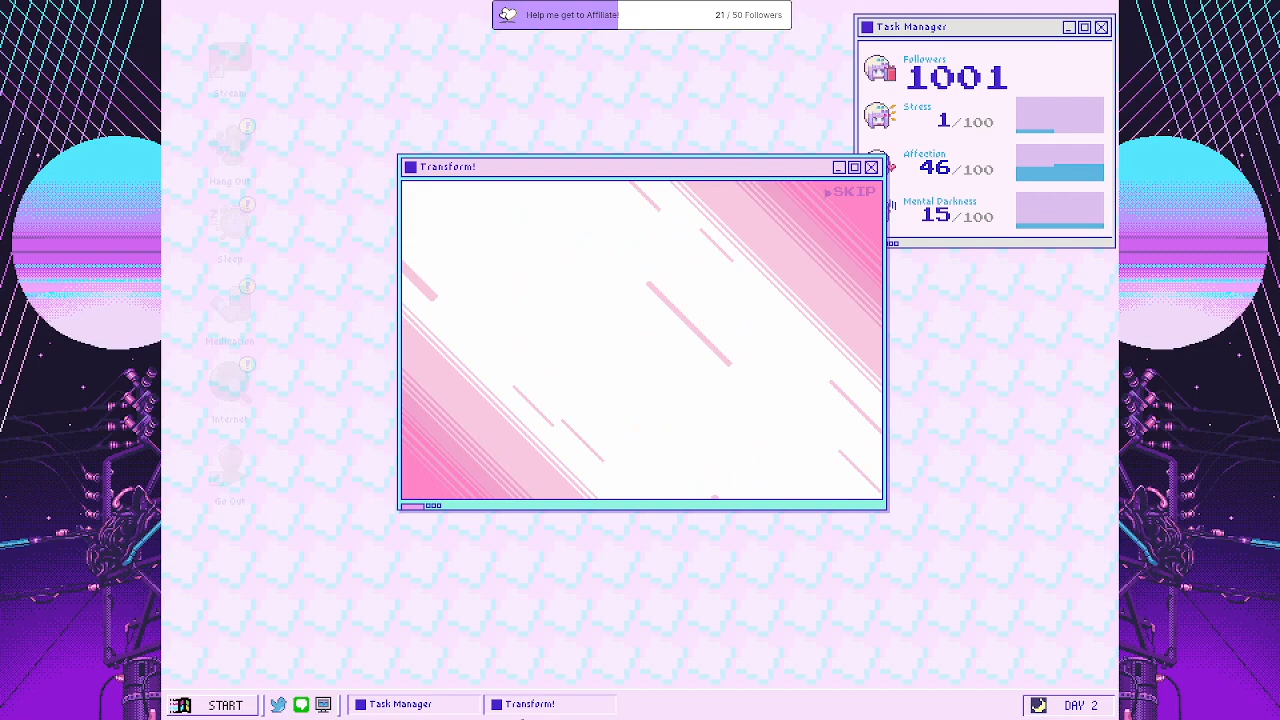 Help me get to Affiliate!
21 / 50 Followers
Task Manager
Followers
1001
Stress
1/100
Affection
46/100
Mental Darkness
15/100
Transform!
SKIP
Stream
Hang Out
Sleep
Medication
Internet
Go Out
START
Task Manager
Transform!
DAY 2